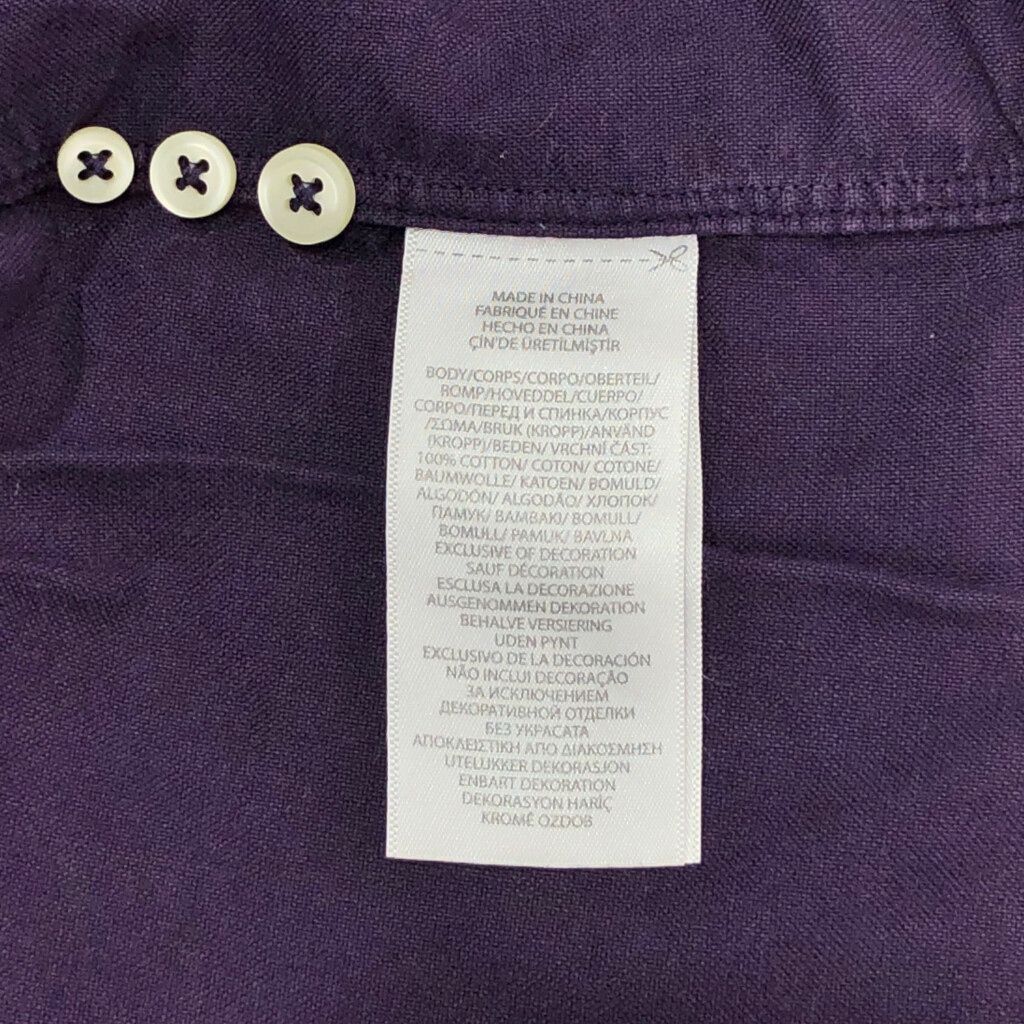 MADE IN CHINA
FABRIQUÉ EN CHINE
HECHO EN CHINA
ÇİN'DE ÜRETİLMİŞTİR
BODY/CORPS/CORPO/OBERTEIL/
ROMP/HOVEDDEL/CUERPO/
CORPO/ПЕРЕД И СПИНКА/КОРПУС
/ΣΩΜΑ/BRUK (KROPP)/ANVÄND
(KROPP)/BEDEN/ VRCHNÍ ČÁST:
100% COTTON/ COTON/ COTONE/
BAUMWOLLE/ KATOEN/ BOMULD/
ALGODÓN/ ALGODÃO/ ХЛОПОК/
ПАМУК/ ΒΑΜΒΑΚΙ/ BOMULL/
BOMULL/ PAMUK/ BAVLNA
EXCLUSIVE OF DECORATION
SAUF DÉCORATION
ESCLUSA LA DECORAZIONE
AUSGENOMMEN DEKORATION
BEHALVE VERSIERING
UDEN PYNT
EXCLUSIVO DE LA DECORACIÓN
NÃO INCLUI DECORAÇÃO
ЗА ИСКЛЮЧЕНИЕМ
ДЕКОРАТИВНОЙ ОТДЕЛКИ
БЕЗ УКРАСАТА
ΑΠΟΚΛΕΙΣΤΙΚΗ ΑΠΟ ΔΙΑΚΟΣΜΗΣΗ
UTELUKKER DEKORASJON
ENBART DEKORATION
DEKORASYON HARİÇ
KROMĚ OZDOB